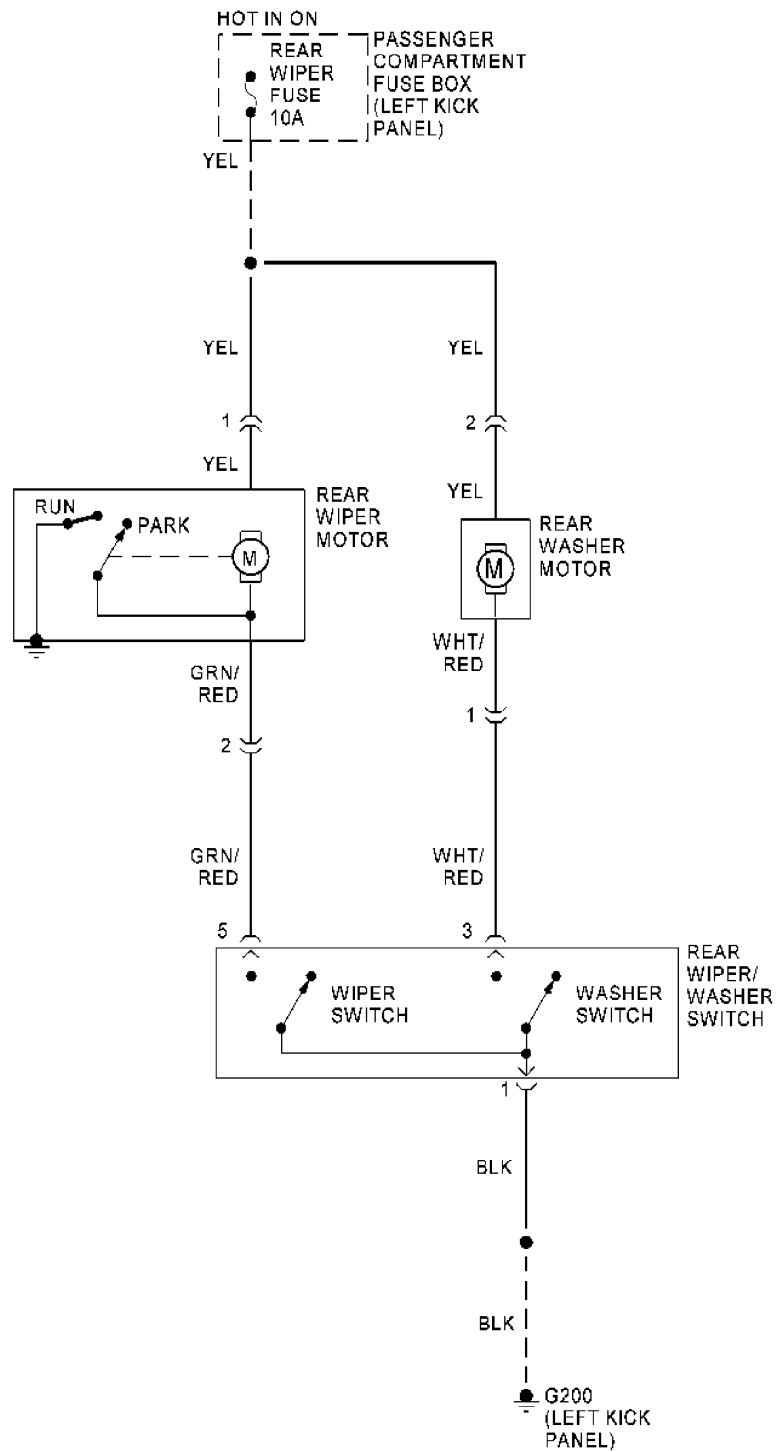 HOT IN ON
REAR
WIPER
FUSE
10A
PASSENGER
COMPARTMENT
FUSE BOX
(LEFT KICK
PANEL)
YEL
YEL
YEL
1
2
YEL
YEL
RUN
PARK
M
REAR
WIPER
MOTOR
M
REAR
WASHER
MOTOR
GRN/
RED
WHT/
RED
2
1
GRN/
RED
WHT/
RED
5
3
WIPER
SWITCH
WASHER
SWITCH
REAR
WIPER/
WASHER
SWITCH
1
BLK
BLK
G200
(LEFT KICK
PANEL)